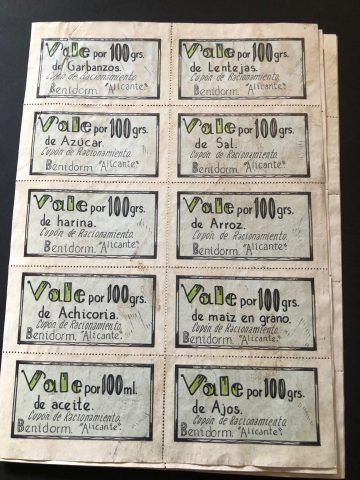 Vale por 100 grs.
de Garbanzos.
Cupón de Racionamiento
Benidorm. "Alicante".
Vale por 100 grs.
de Lentejas.
Cupón de Racionamiento.
Benidorm. "Alicante".
Vale por 100 grs.
de Azúcar.
Cupón de Racionamiento.
Benidorm. "Alicante".
Vale por 100 grs.
de Sal.
Cupón de Racionamiento.
Benidorm. "Alicante".
Vale por 100 grs.
de harina.
Cupón de Racionamiento.
Benidorm. "Alicante".
Vale por 100 grs.
de Arroz.
Cupón de Racionamiento.
Benidorm. "Alicante".
Vale por 100 grs.
de Achicoria.
Cupón de Racionamiento.
Benidorm. "Alicante".
Vale por 100 grs.
de maiz en grano.
Cupón de Racionamiento.
Benidorm. "Alicante".
Vale por 100 ml.
de aceite.
Cupón de Racionamiento.
Benidorm. "Alicante".
Vale por 100 grs.
de Ajos.
Cupón de Racionamiento.
Benidorm. "Alicante".